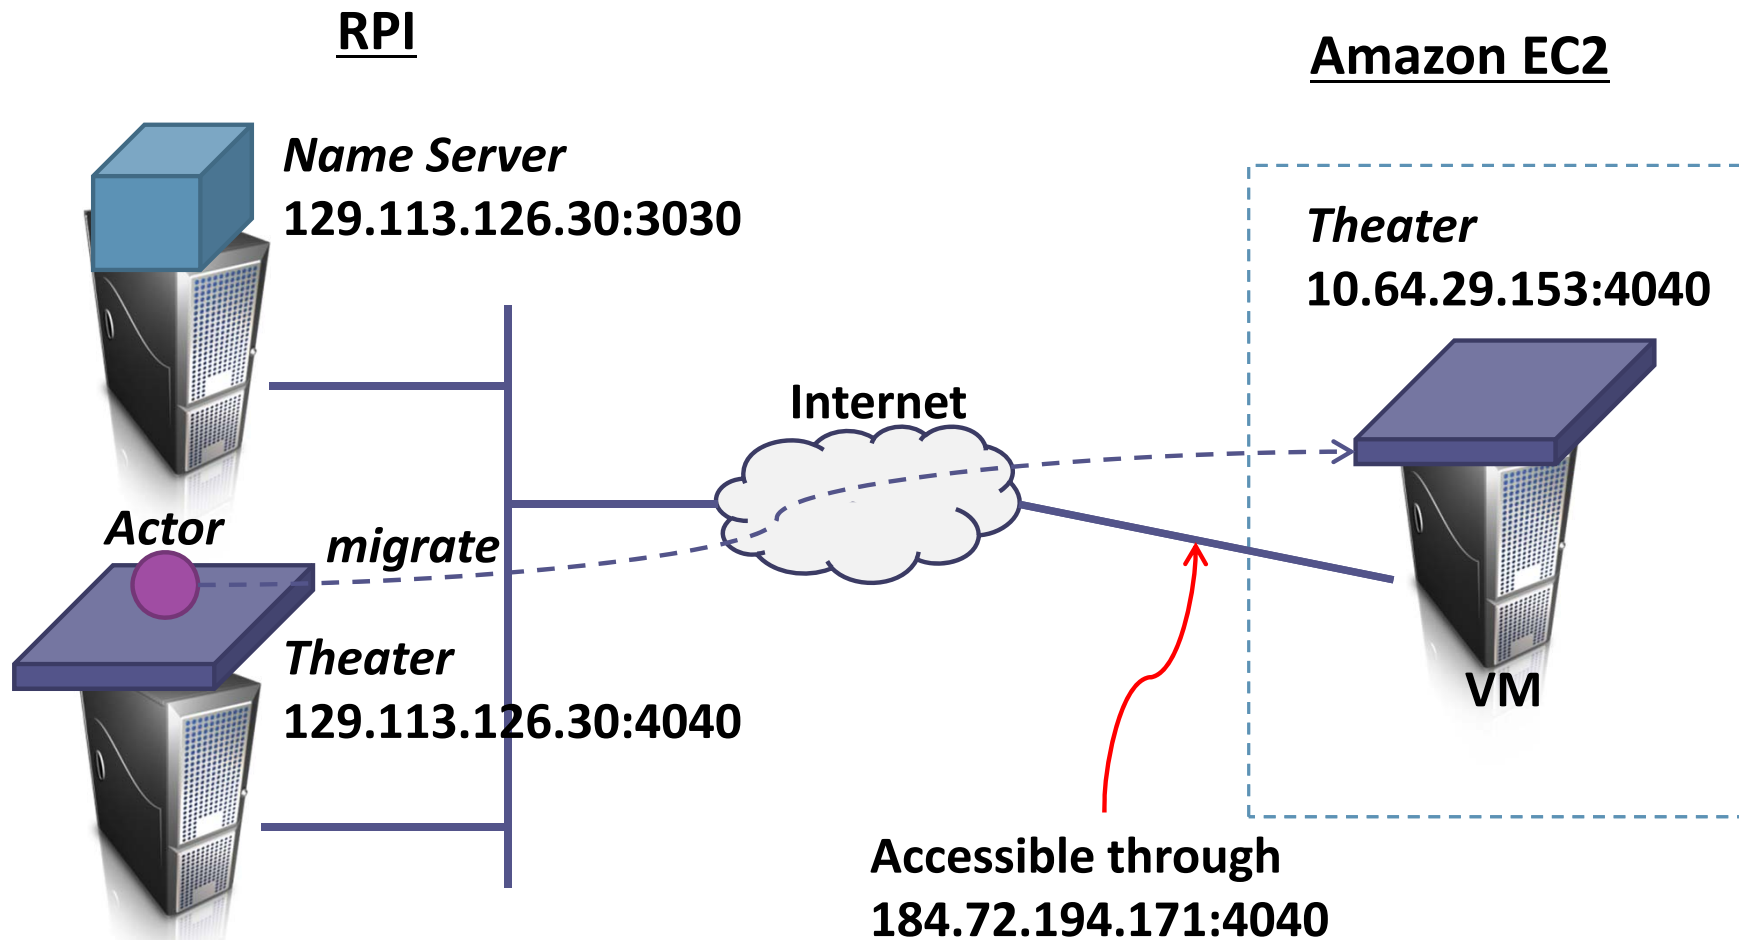 RPI
Amazon EC2
Name Server
129.113.126.30:3030
Theater
10.64.29.153:4040
Internet
Actor
migrate
Theater
129.113.126.30:4040
VM
Accessible through
184.72.194.171:4040